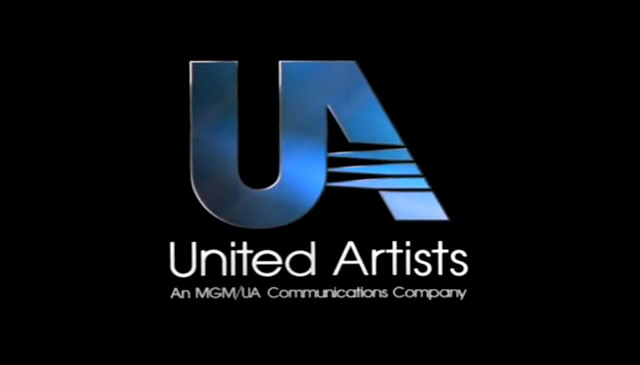 UA
United Artists
An MGM/UA Communications Company